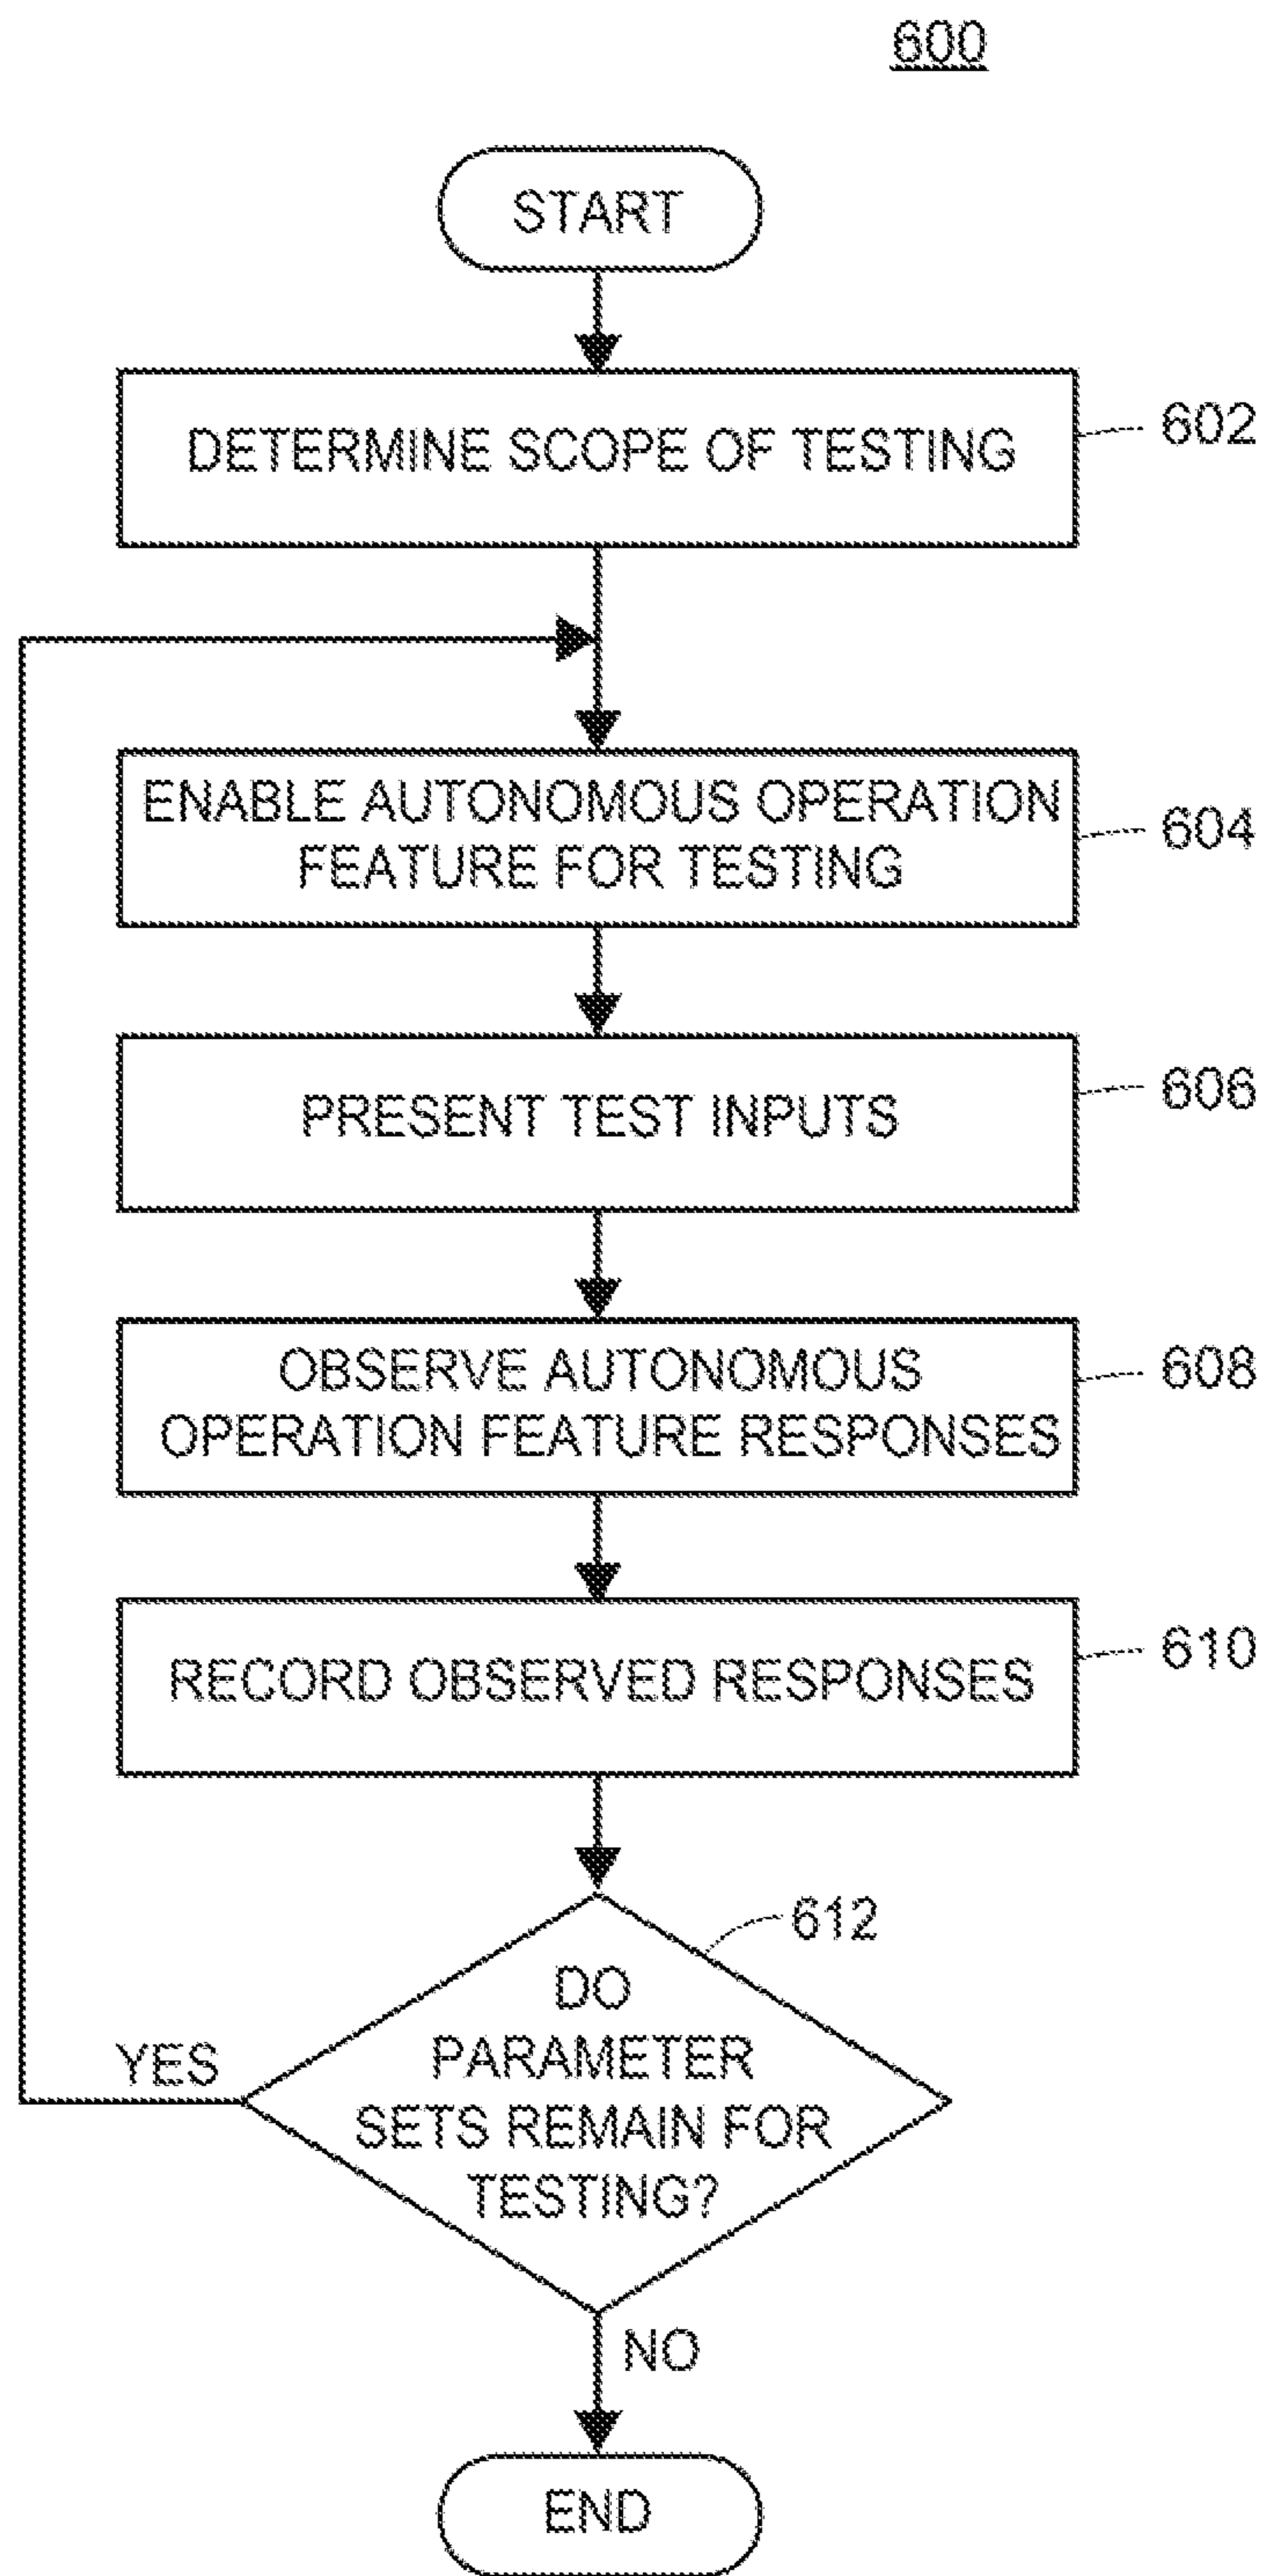 600
START
DETERMINE SCOPE OF TESTING
602
ENABLE AUTONOMOUS OPERATION
FEATURE FOR TESTING
604
PRESENT TEST INPUTS
606
OBSERVE AUTONOMOUS
OPERATION FEATURE RESPONSES
608
RECORD OBSERVED RESPONSES
610
612
DO
PARAMETER
SETS REMAIN FOR
TESTING?
YES
NO
END